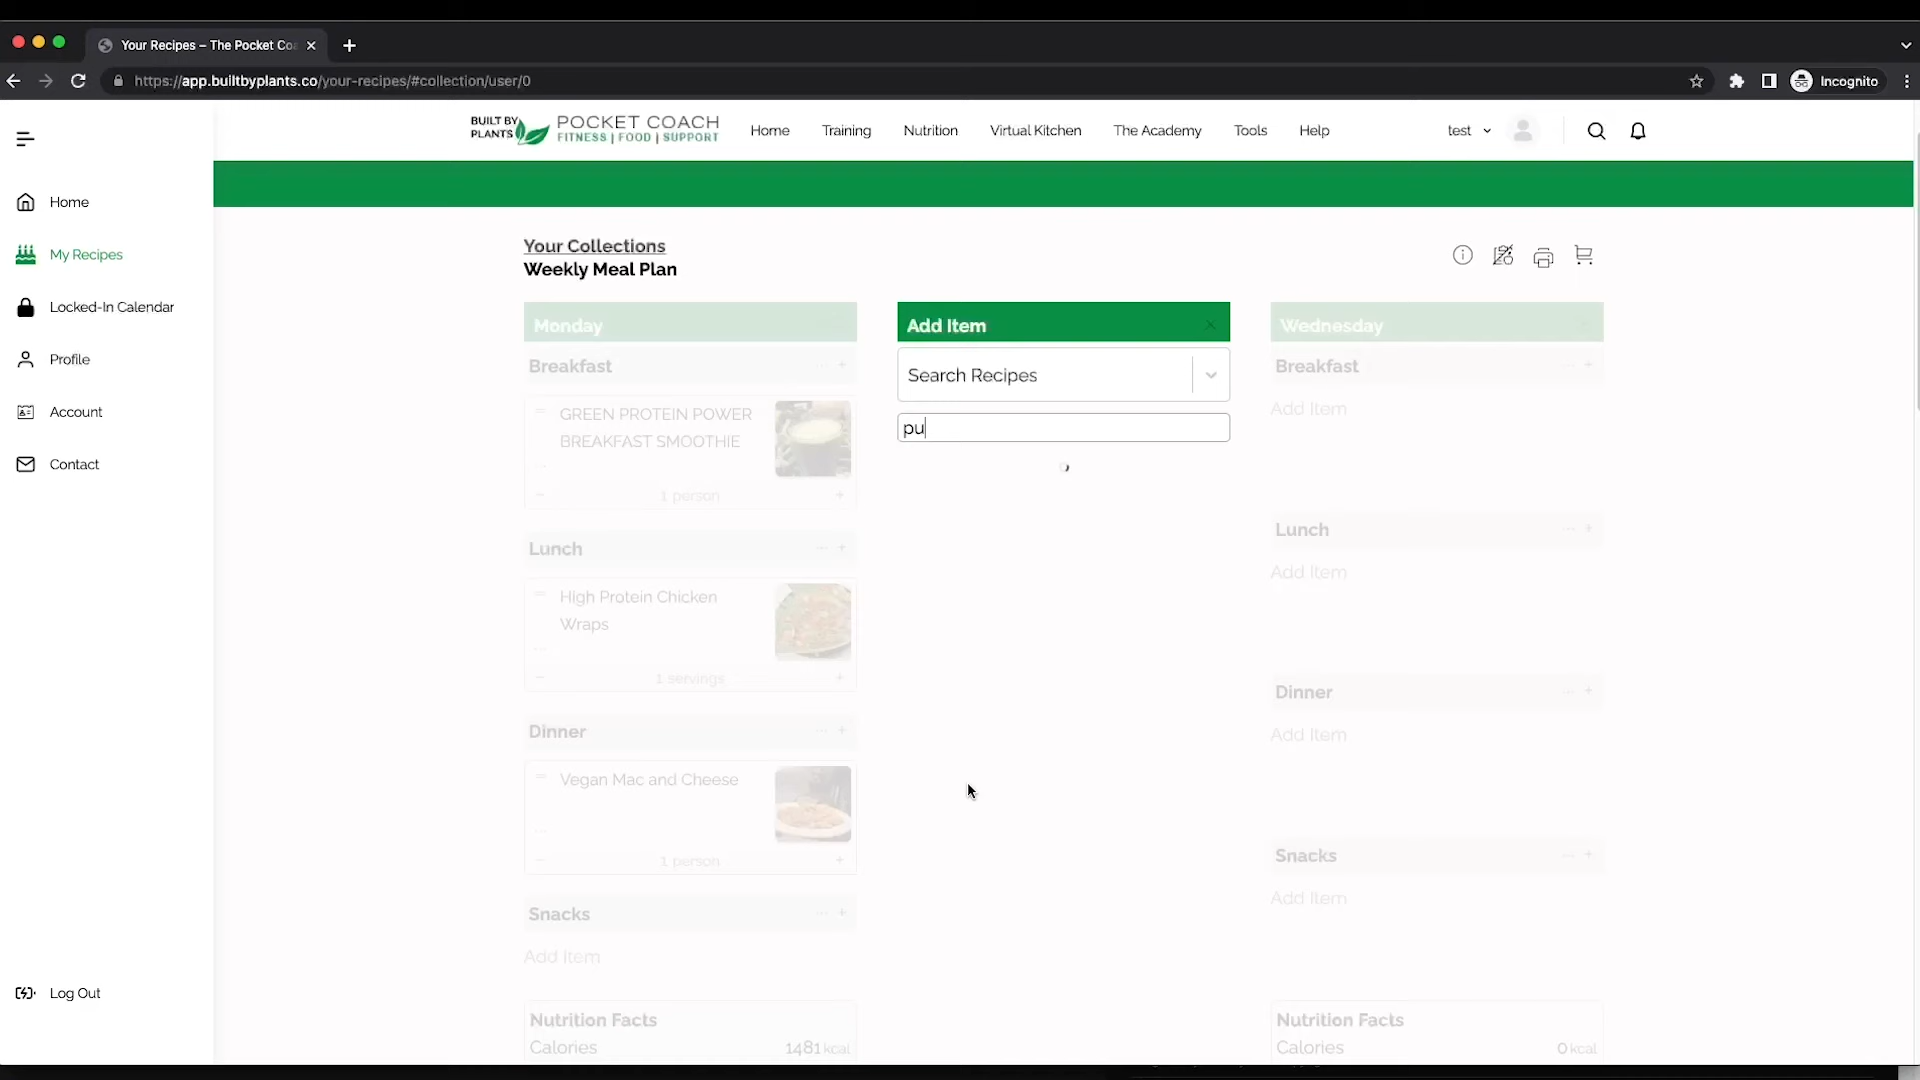 Your Recipes – The Pocket Coa
https://app.builtbyplants.co/your-recipes/#collection/user/0
Incognito
BUILT BY
PLANTS
POCKET COACH
FITNESS | FOOD | SUPPORT
Home
Training
Nutrition
Virtual Kitchen
The Academy
Tools
Help
test
Home
My Recipes
Locked-In Calendar
Profile
Account
Contact
Log Out
Your Collections
Weekly Meal Plan
Monday
Breakfast
GREEN PROTEIN POWER
BREAKFAST SMOOTHIE
1 person
Lunch
High Protein Chicken
Wraps
1 servings
Dinner
Vegan Mac and Cheese
1 person
Snacks
Add Item
Nutrition Facts
Calories 1481 kcal
Add Item
Search Recipes
pu
Wednesday
Breakfast
Add Item
Lunch
Add Item
Dinner
Add Item
Snacks
Add Item
Nutrition Facts
Calories 0 kcal